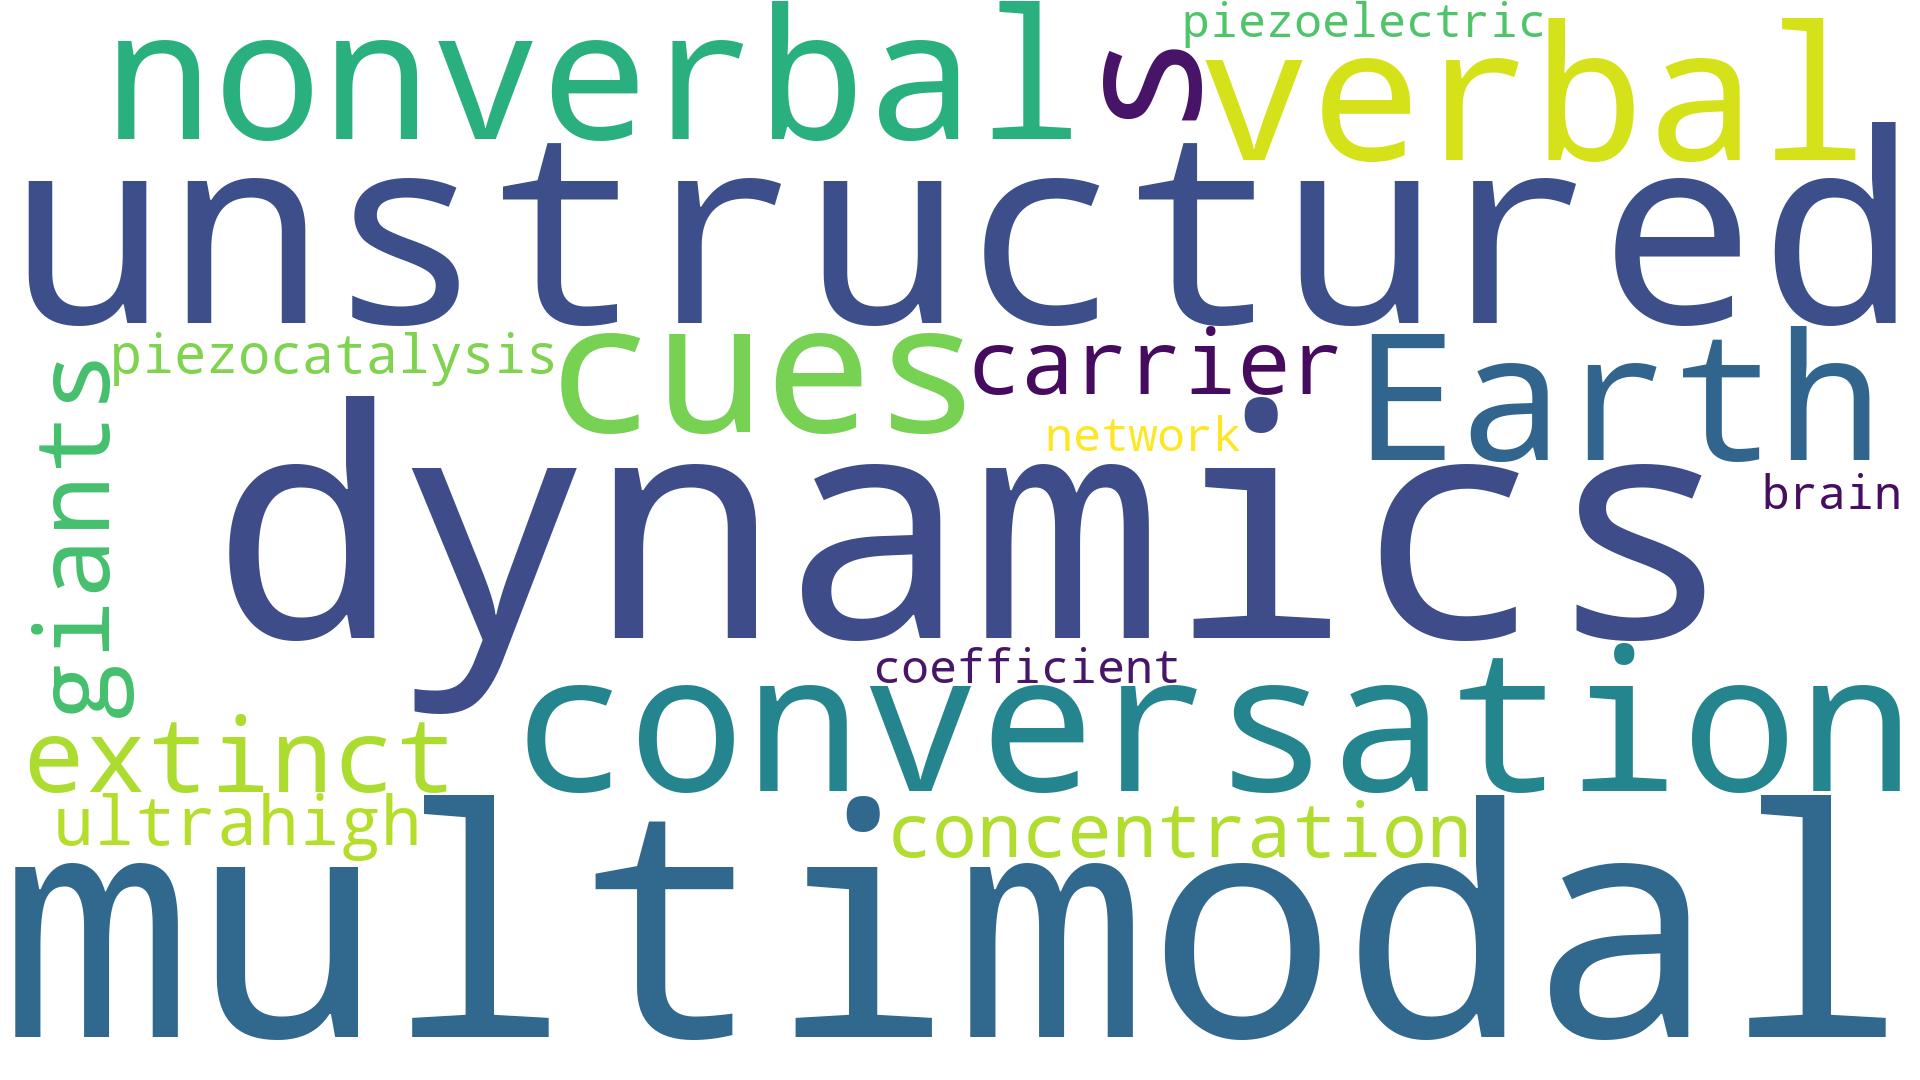 piezoelectric
nonverbal
s
verbal
unstructured
piezocatalysis
cues
carrier
Earth
giants
network
dynamics
brain
coefficient
conversation
extinct
ultrahigh
concentration
multimodal